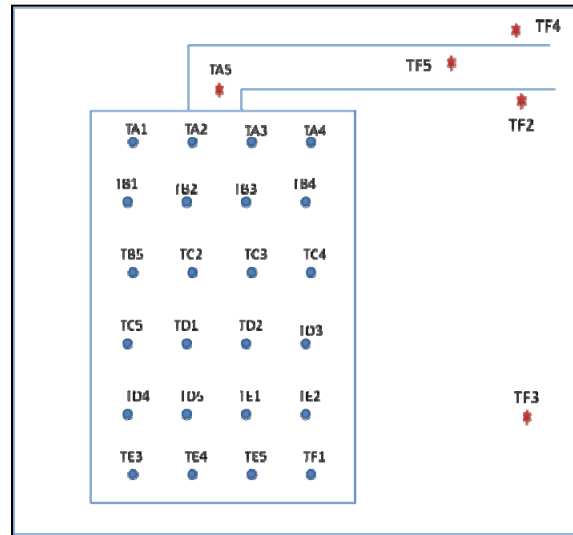 TF4
TF5
TA5
TF2
TA1 TA2 TA3 TA4
TB1 TB2 TB3 TB4
TB5 TC2 TC3 TC4
TC5 TD1 TD2 TD3
TD4 TD5 TE1 TE2
TF3
TE3 TE4 TE5 TF1